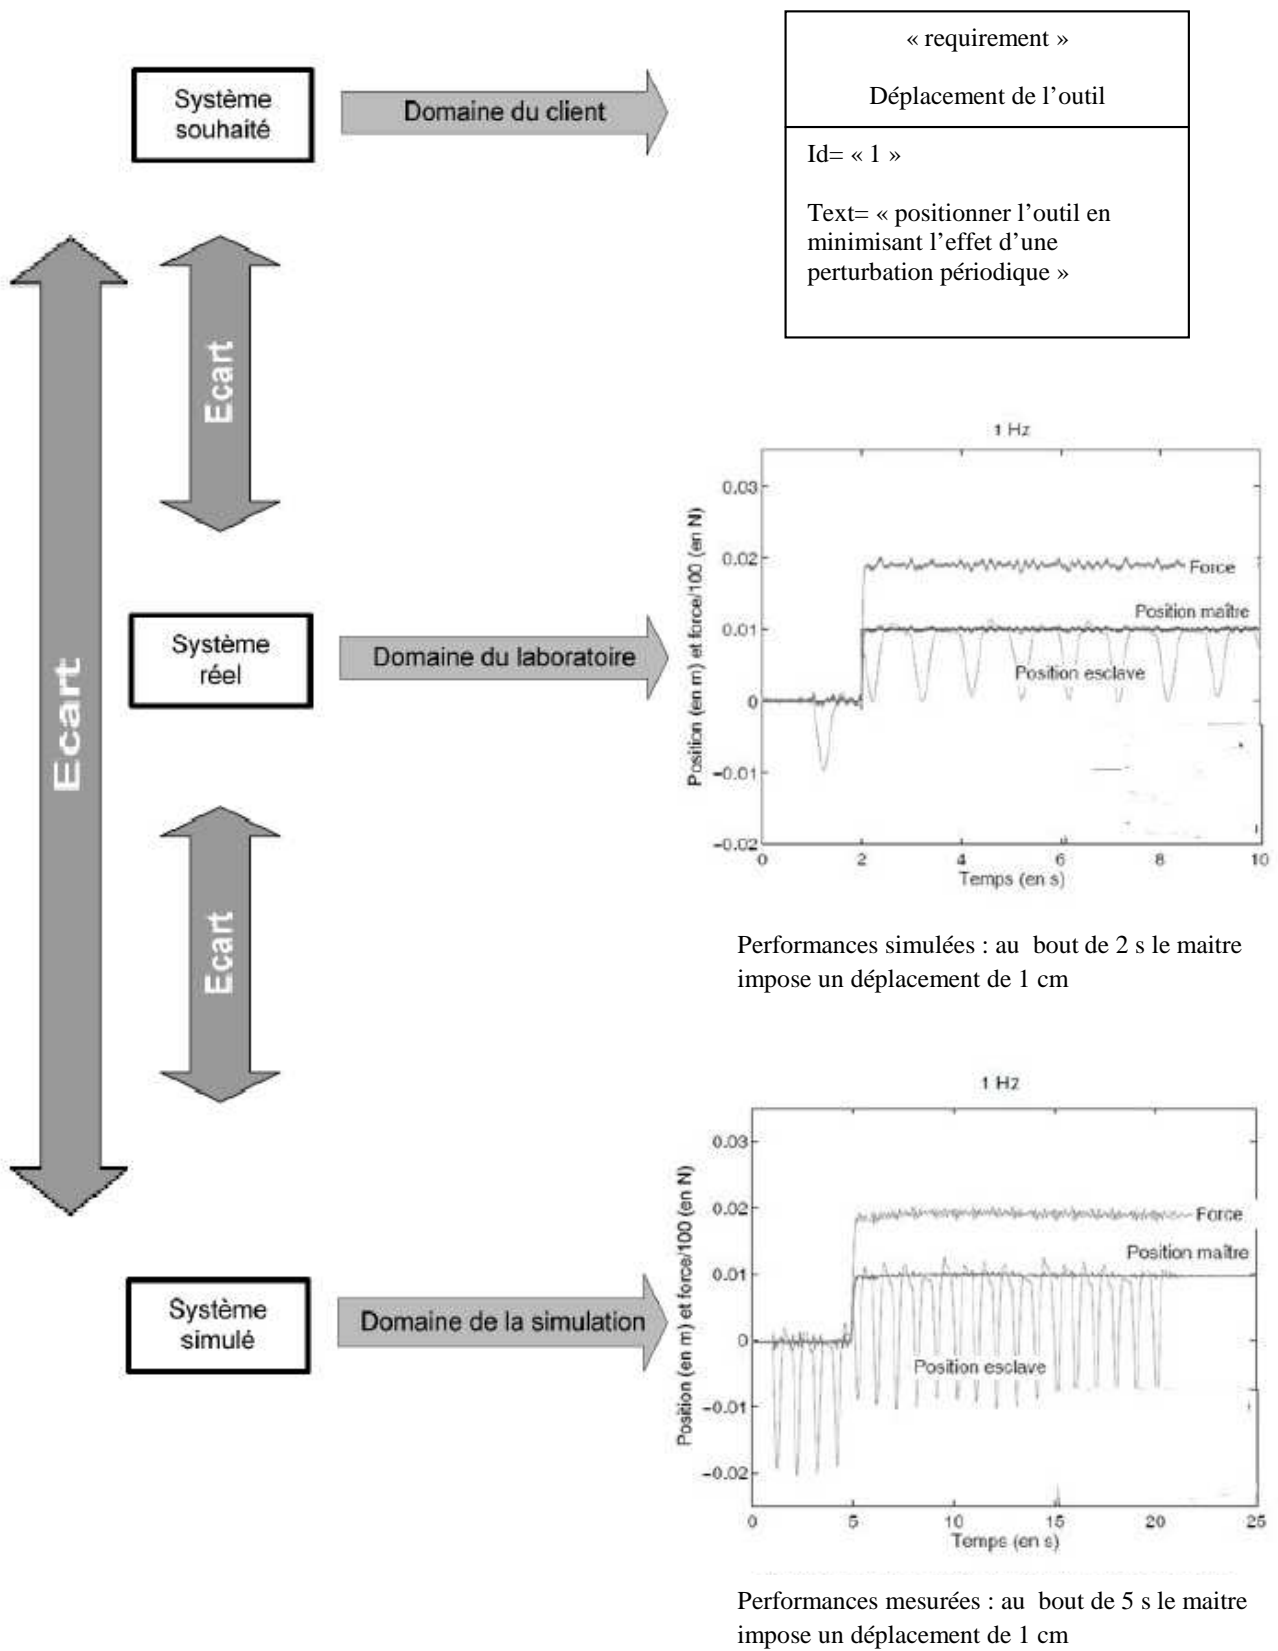 « requirement »
Déplacement de l’outil
Id= « 1 »
Text= « positionner l’outil en
minimisant l’effet d’une
perturbation périodique »
Système
souhaité
Domaine du client
Ecart
Ecart
Système
réel
Domaine du laboratoire
1 Hz
Position (en m) et force/100 (en N)
0.03
0.02
0.01
0
−0.01
−0.02
Force
Position maître
Position esclave
0 2 4 6 8 10
Temps (en s)
Performances simulées : au bout de 2 s le maitre
impose un déplacement de 1 cm
Ecart
Système
simulé
Domaine de la simulation
1 Hz
Position (en m) et force/100 (en N)
0.03
0.02
0.01
0
−0.01
−0.02
Force
Position maître
Position esclave
0 5 10 15 20 25
Temps (en s)
Performances mesurées : au bout de 5 s le maitre
impose un déplacement de 1 cm